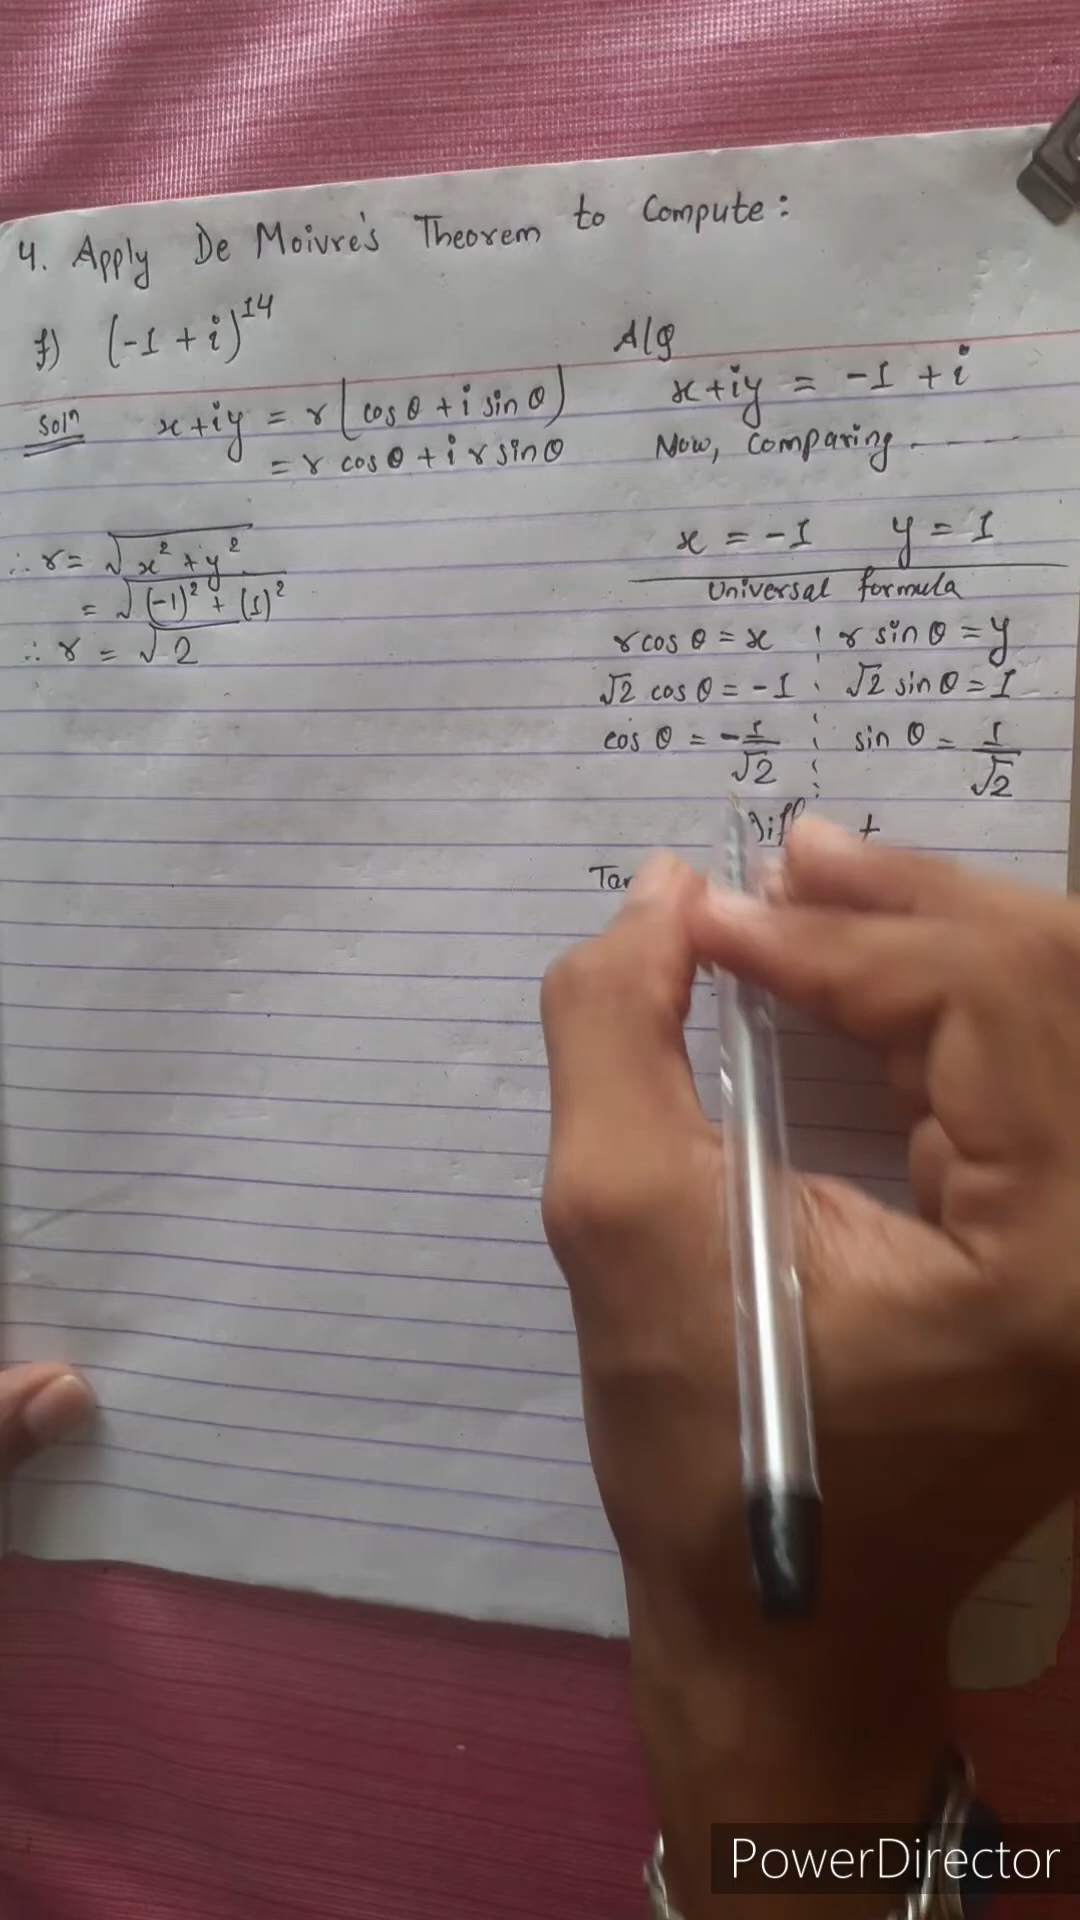 4. Apply De Moivre's Theorem to Compute:
f) (-1 + i)^14
A/Q
Solⁿ x+iy = r(cos θ + i sin θ)
= r cos θ + i r sin θ
x+iy = -1 + i
Now, comparing - - - -
x = -1 y = 1
∴ r = √x² + y²
= √(-1)² + (1)²
∴ r = √2
Universal formula
r cos θ = x ¦ r sin θ = y
√2 cos θ = -1 ¦ √2 sin θ = 1
cos θ = -1/√2 ¦ sin θ = 1/√2
PowerDirector